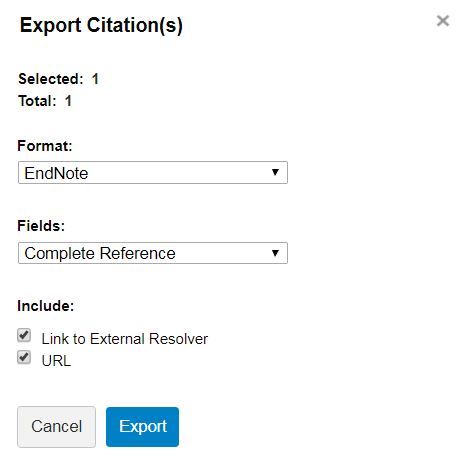 Export Citation(s)
Selected: 1
Total: 1
Format:
EndNote
Fields:
Complete Reference
Include:
Link to External Resolver
URL
Cancel Export